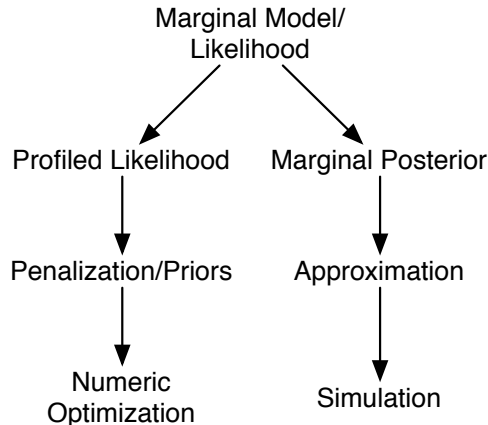 Marginal Model/
Likelihood
Profiled Likelihood
Marginal Posterior
Penalization/Priors
Approximation
Numeric
Optimization
Simulation